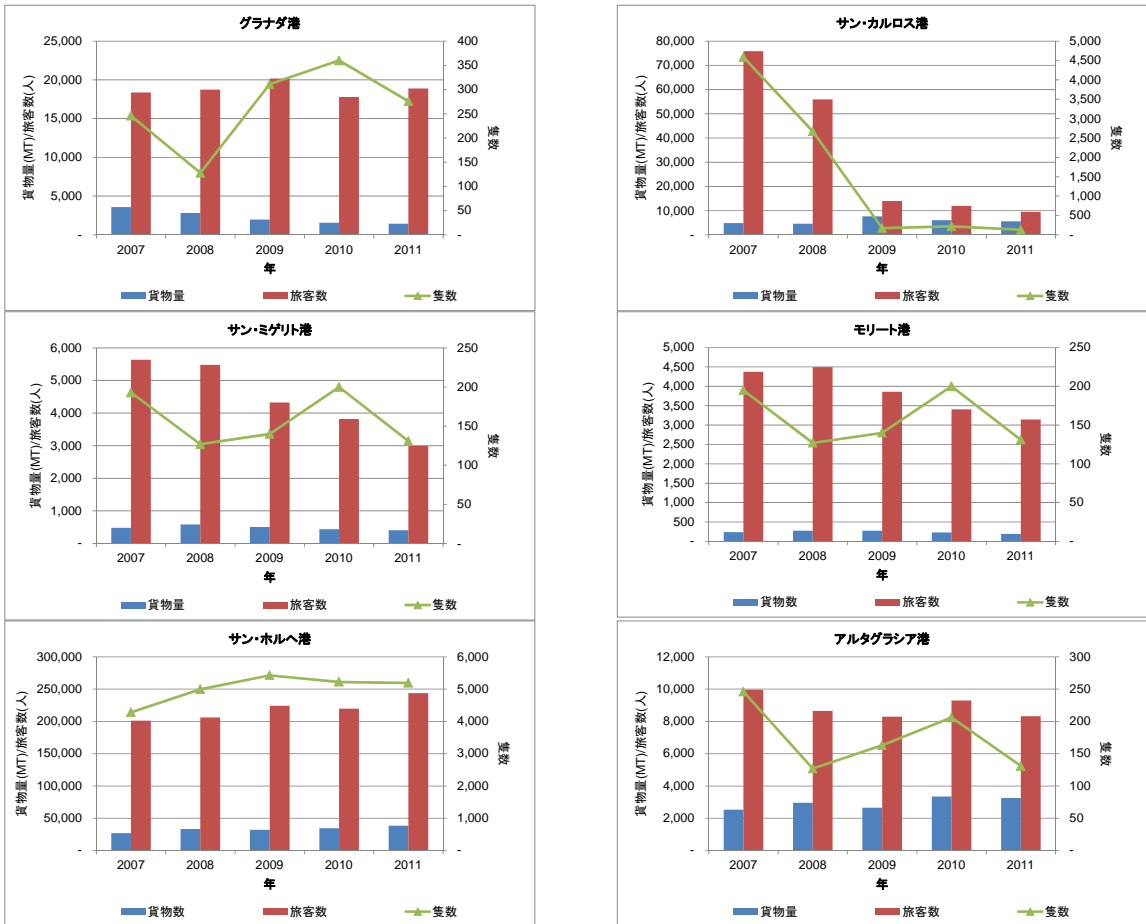 グラナダ港
25,000
20,000
15,000
10,000
5,000
-
400
350
300
250
200
150
100
50
-
貨物量(MT)/旅客数(人)
隻数
2007 2008 2009 2010 2011
年
貨物量 旅客数 隻数
サン・カルロス港
80,000
70,000
60,000
50,000
40,000
30,000
20,000
10,000
-
5,000
4,500
4,000
3,500
3,000
2,500
2,000
1,500
1,000
500
-
貨物量(MT)/旅客数(人)
隻数
2007 2008 2009 2010 2011
年
貨物量 旅客数 隻数
サン・ミゲリト港
6,000
5,000
4,000
3,000
2,000
1,000
-
250
200
150
100
50
-
貨物量(MT)/旅客数(人)
隻数
2007 2008 2009 2010 2011
年
貨物量 旅客数 隻数
モリート港
5,000
4,500
4,000
3,500
3,000
2,500
2,000
1,500
1,000
500
-
250
200
150
100
50
-
貨物量(MT)/旅客数(人)
隻数
2007 2008 2009 2010 2011
年
貨物数 旅客数 隻数
サン・ホルヘ港
300,000
250,000
200,000
150,000
100,000
50,000
-
6,000
5,000
4,000
3,000
2,000
1,000
-
貨物量(MT)/旅客数(人)
隻数
2007 2008 2009 2010 2011
年
貨物数 旅客数 隻数
アルタグラシア港
12,000
10,000
8,000
6,000
4,000
2,000
-
300
250
200
150
100
50
-
貨物量(MT)/旅客数(人)
隻数
2007 2008 2009 2010 2011
年
貨物量 旅客数 隻数